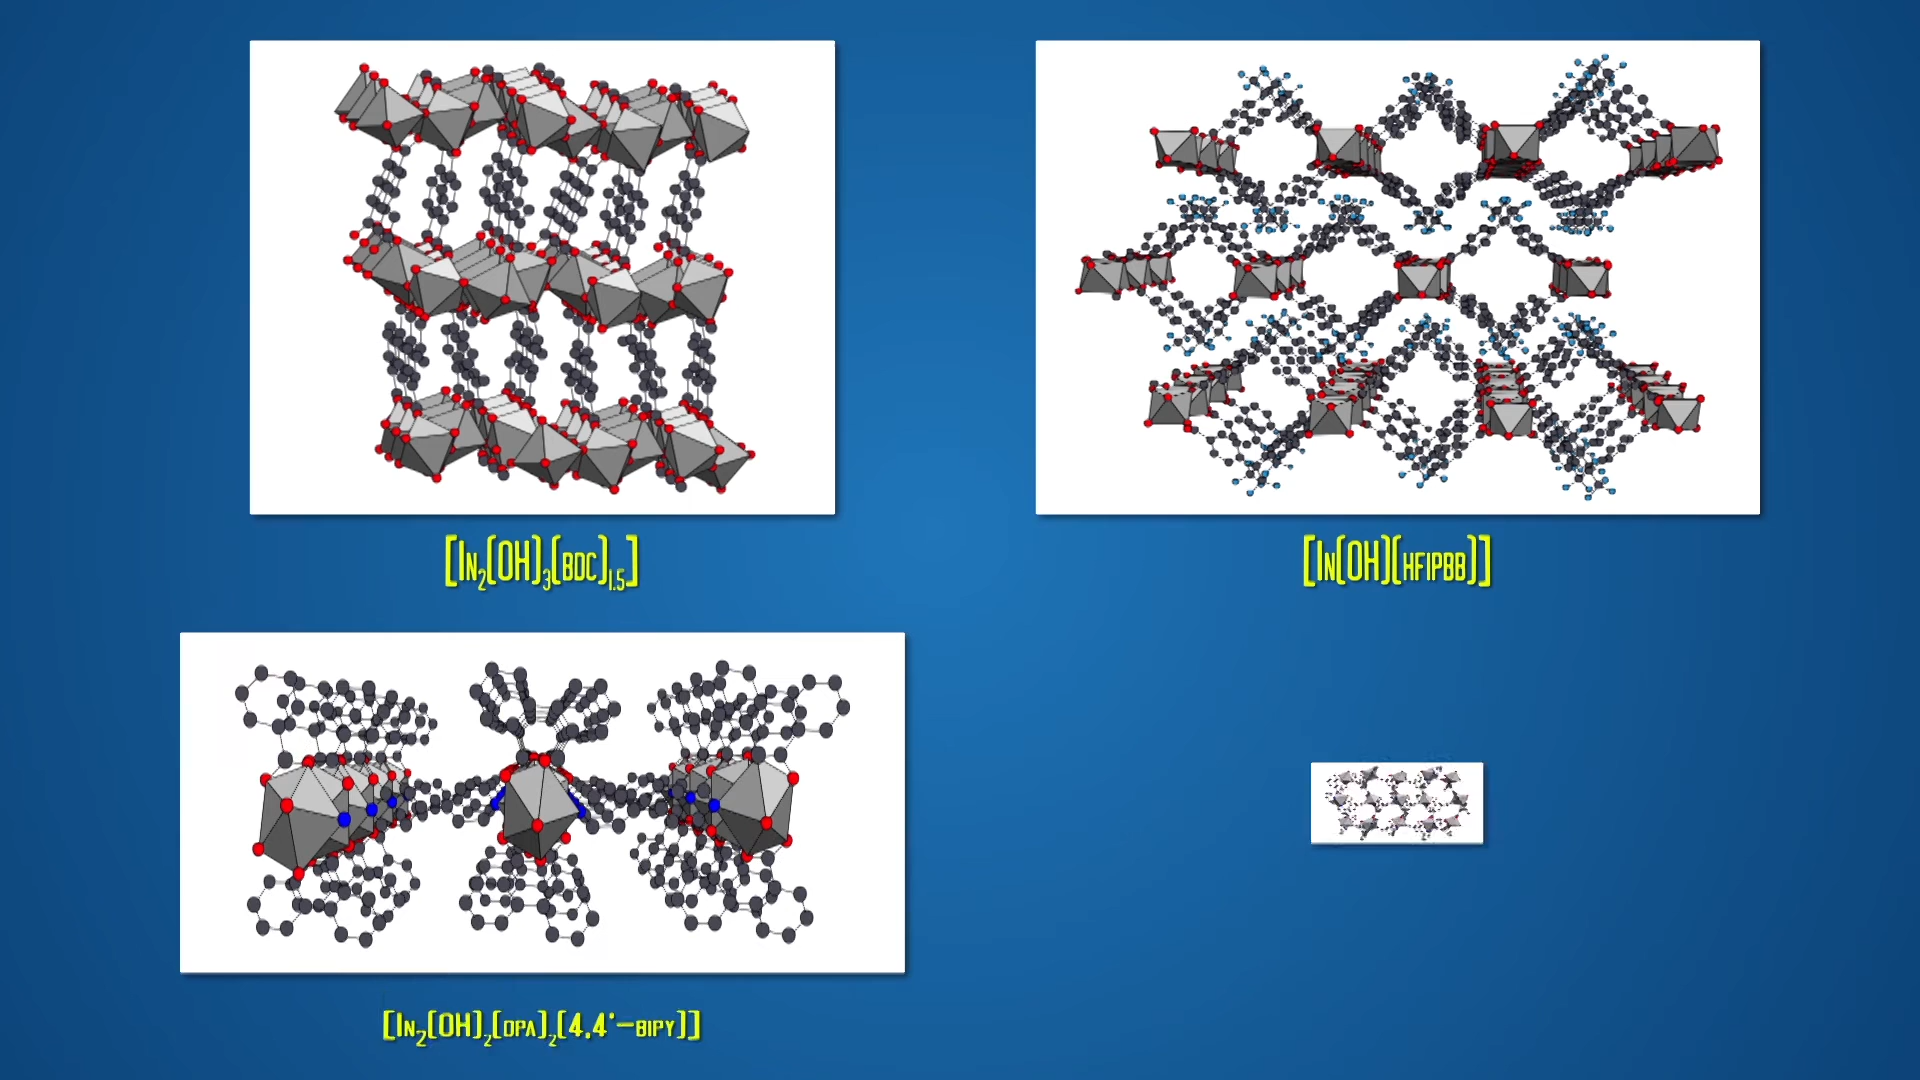 [In₂(OH)₃(BDC)₁.₅]
[In(OH)(HFIPBB)]
[In₂(OH)₂(DPA)₂(4,4'-BIPY)]